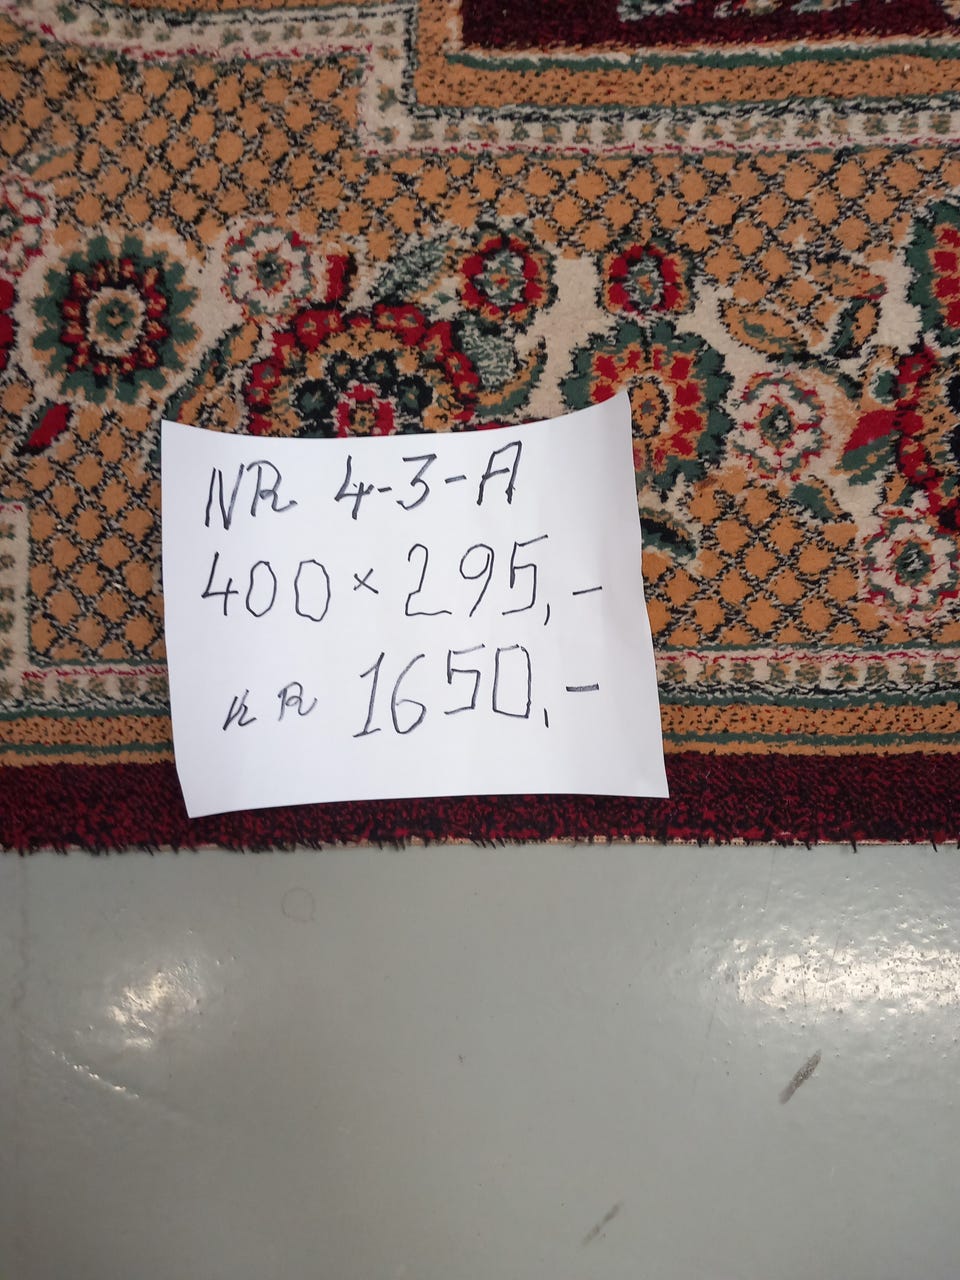 NR 4-3-A
400 x 295,-
KR 1650,-